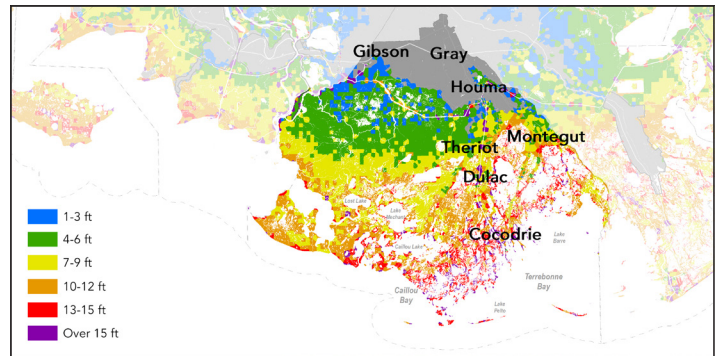 Gibson
Gray
Houma
Montegut
Theriot
Dulac
Lost Lake
Lake
Mechant
Cocodrie
Lake
Barre
Caillou Lake
Terrebonne
Bay
Caillou
Bay
Lake
Pelto
1-3 ft
4-6 ft
7-9 ft
10-12 ft
13-15 ft
Over 15 ft